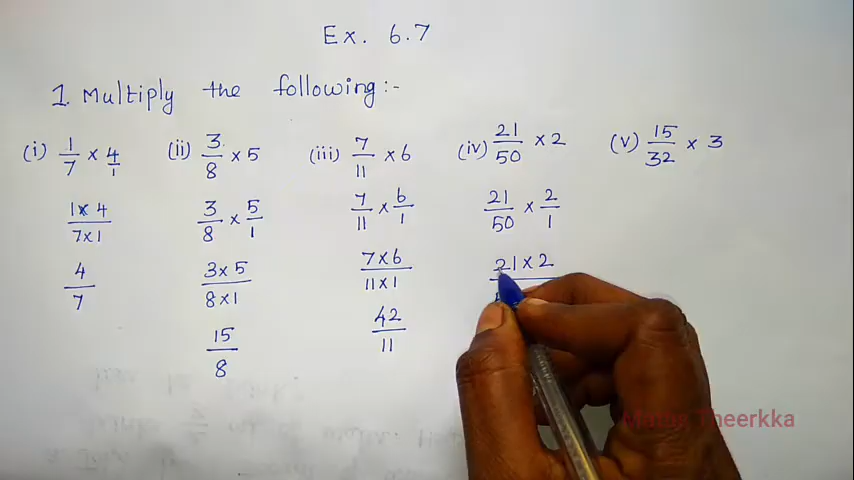 Ex. 6.7
1. Multiply the following:-
(i) 1/7 × 4/1 (ii) 3/8 × 5 (iii) 7/11 × 6 (iv) 21/50 × 2 (v) 15/32 × 3
1×4/7×1 3/8 × 5/1 7/11 × 6/1 21/50 × 2/1
4/7 3×5/8×1 7×6/11×1 21×2
15/8 42/11
Maths Theerkka